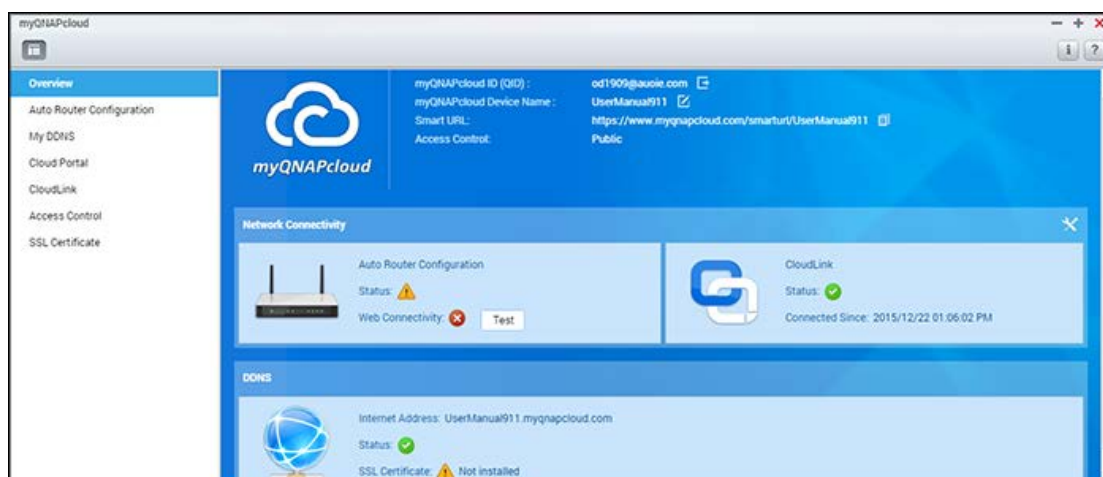 myQNAPcloud
Overview
Auto Router Configuration
My DDNS
Cloud Portal
CloudLink
Access Control
SSL Certificate
myQNAPcloud
myQNAPcloud ID (QID) : od1909@auoie.com
myQNAPcloud Device Name : UserManual911
Smart URL: https://www.myqnapcloud.com/smarturl/UserManual911
Access Control: Public
Network Connectivity
Auto Router Configuration
Status:
Web Connectivity: Test
CloudLink
Status:
Connected Since: 2015/12/22 01:06:02 PM
DDNS
Internet Address: UserManual911.myqnapcloud.com
Status:
SSL Certificate: Not installed